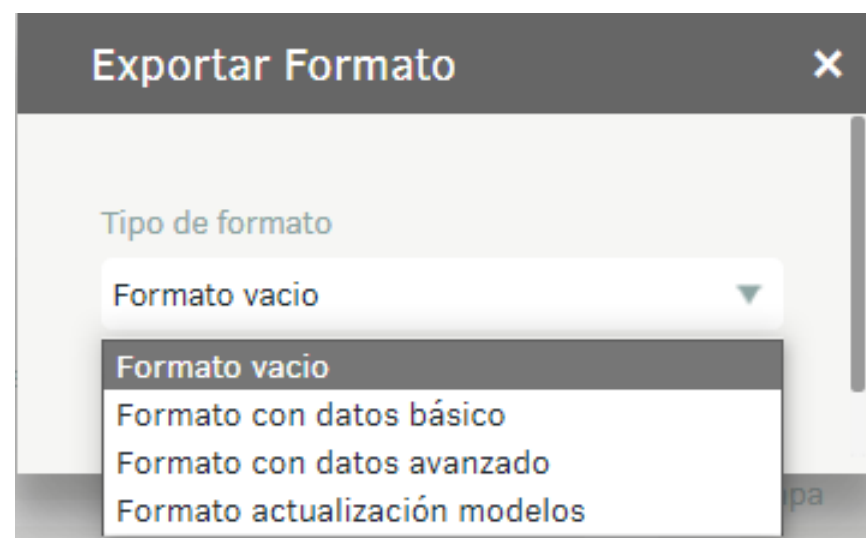 Exportar Formato ×
Tipo de formato
Formato vacio
Formato vacio
Formato con datos básico
Formato con datos avanzado
Formato actualización modelos